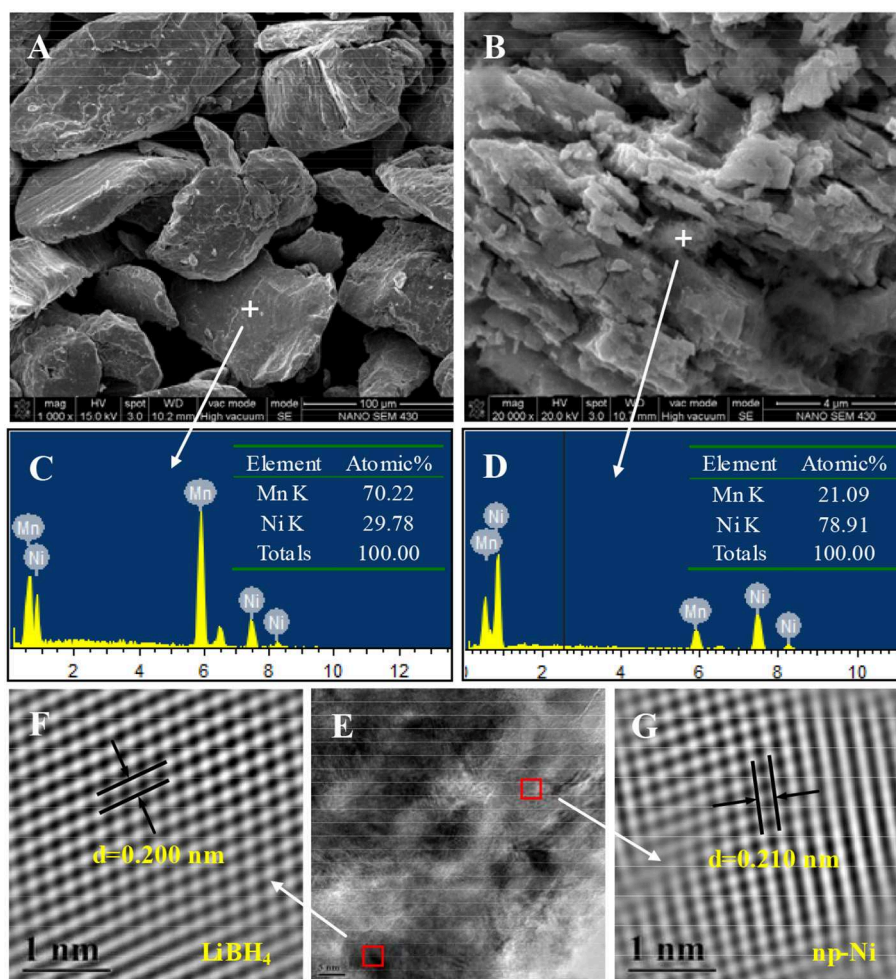 A
mag HV spot WD vac mode mode 100 µm
1 000 x 15.0 kV 3.0 10.2 mm High vacuum SE NANO SEM 430
B
mag HV spot WD vac mode mode 4 µm
20 000 x 20.0 kV 3.0 High vacuum SE NANO SEM 430
C
Element Atomic%
Mn K 70.22
Ni K 29.78
Totals 100.00
Mn
Ni
Mn
Ni
Ni
2 4 6 8 10 12
D
Element Atomic%
Mn K 21.09
Ni K 78.91
Totals 100.00
Ni
Mn
Mn
Ni
Ni
2 4 6 8 10
F
d=0.200 nm
1 nm
LiBH₄
E
5 nm
G
d=0.210 nm
1 nm
np-Ni